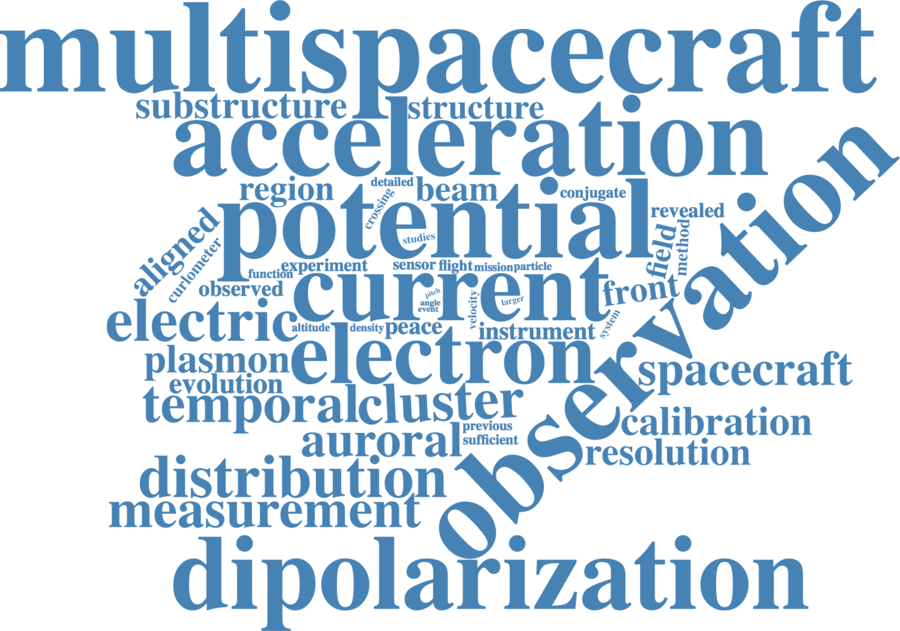 multispacecraft
substructure structure
acceleration
region detailed beam conjugate
crossing
potential revealed
studies
aligned field method
curlometer
function experiment sensor flight mission particle
observed current front
pitch angle event larger velocity system
electric altitude density peace instrument
plasmon electron observation spacecraft
evolution
temporal cluster calibration
auroral previous sufficient resolution
distribution
measurement
dipolarization